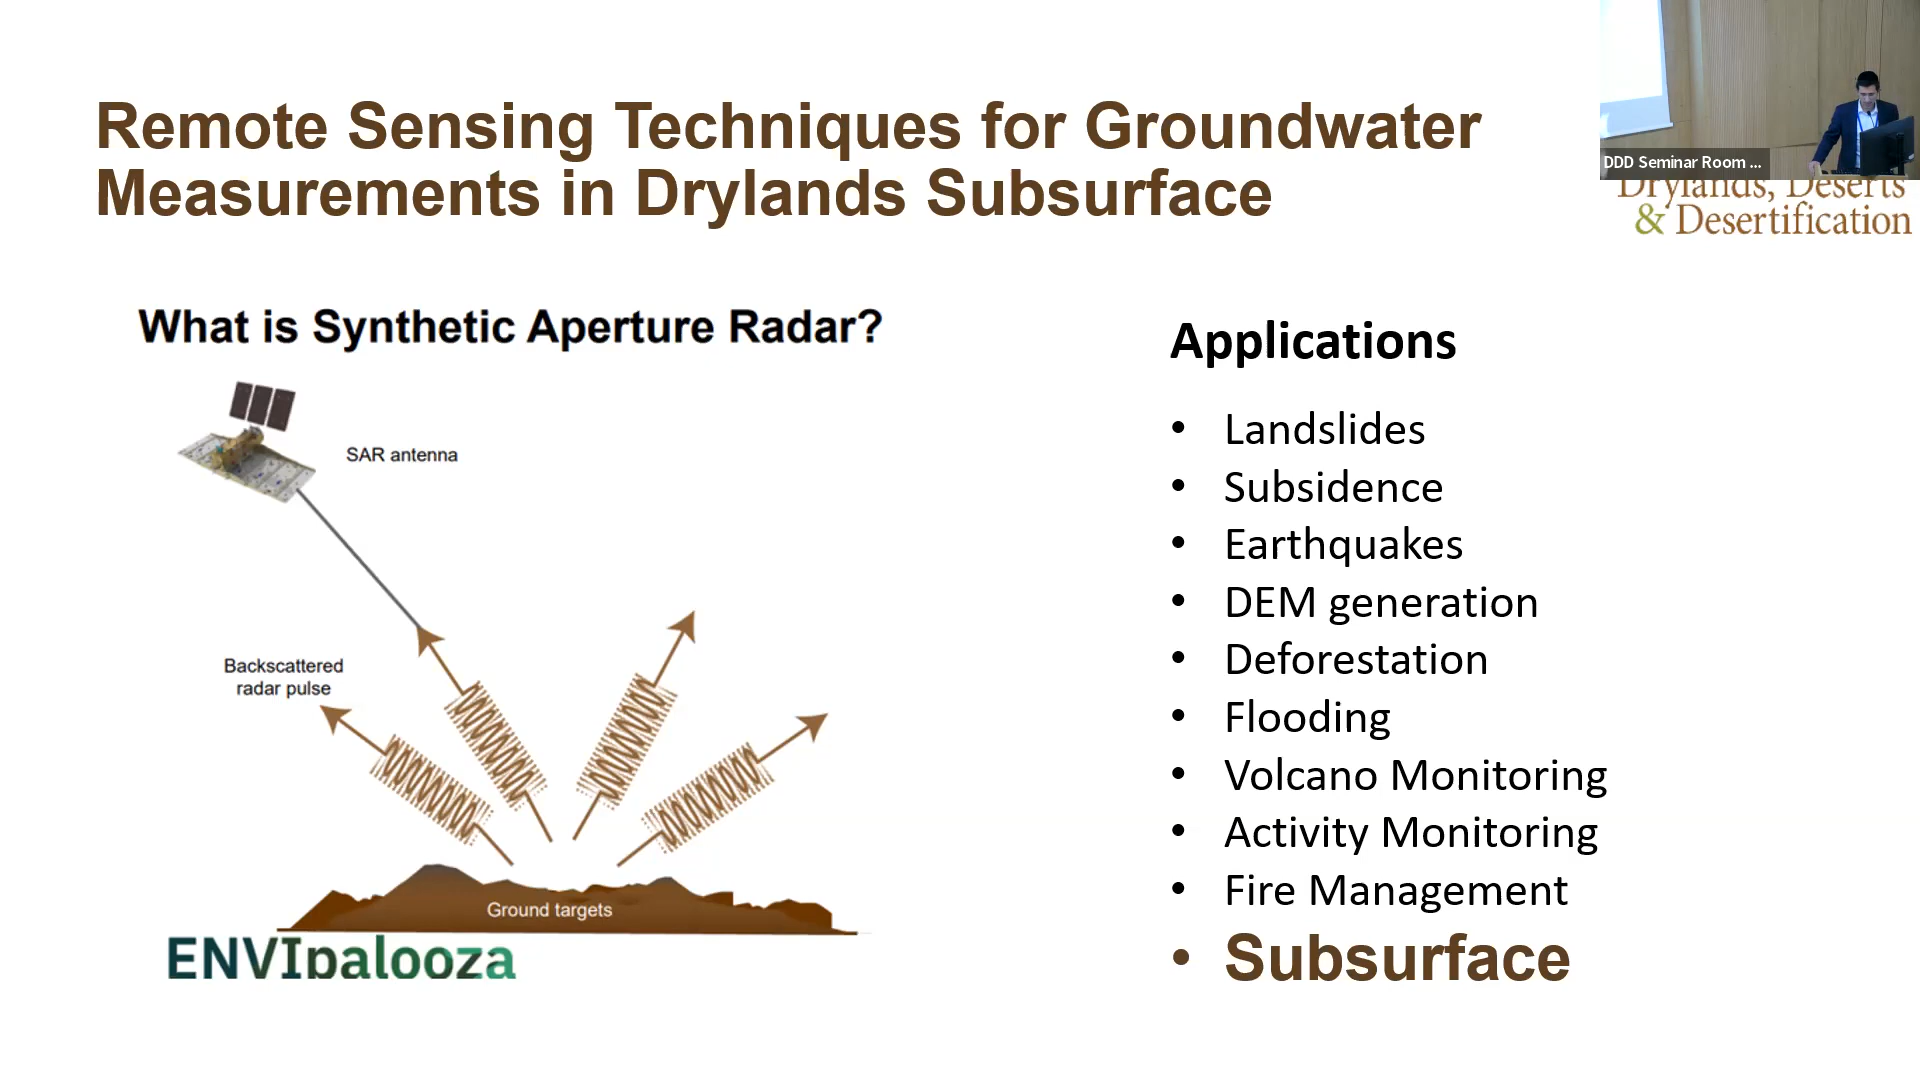 Remote Sensing Techniques for Groundwater
Measurements in Drylands Subsurface
DDD Seminar Room ...
Drylands, Deserts
& Desertification
What is Synthetic Aperture Radar?
SAR antenna
Backscattered
radar pulse
Ground targets
ENVIpalooza
Applications
• Landslides
• Subsidence
• Earthquakes
• DEM generation
• Deforestation
• Flooding
• Volcano Monitoring
• Activity Monitoring
• Fire Management
• Subsurface